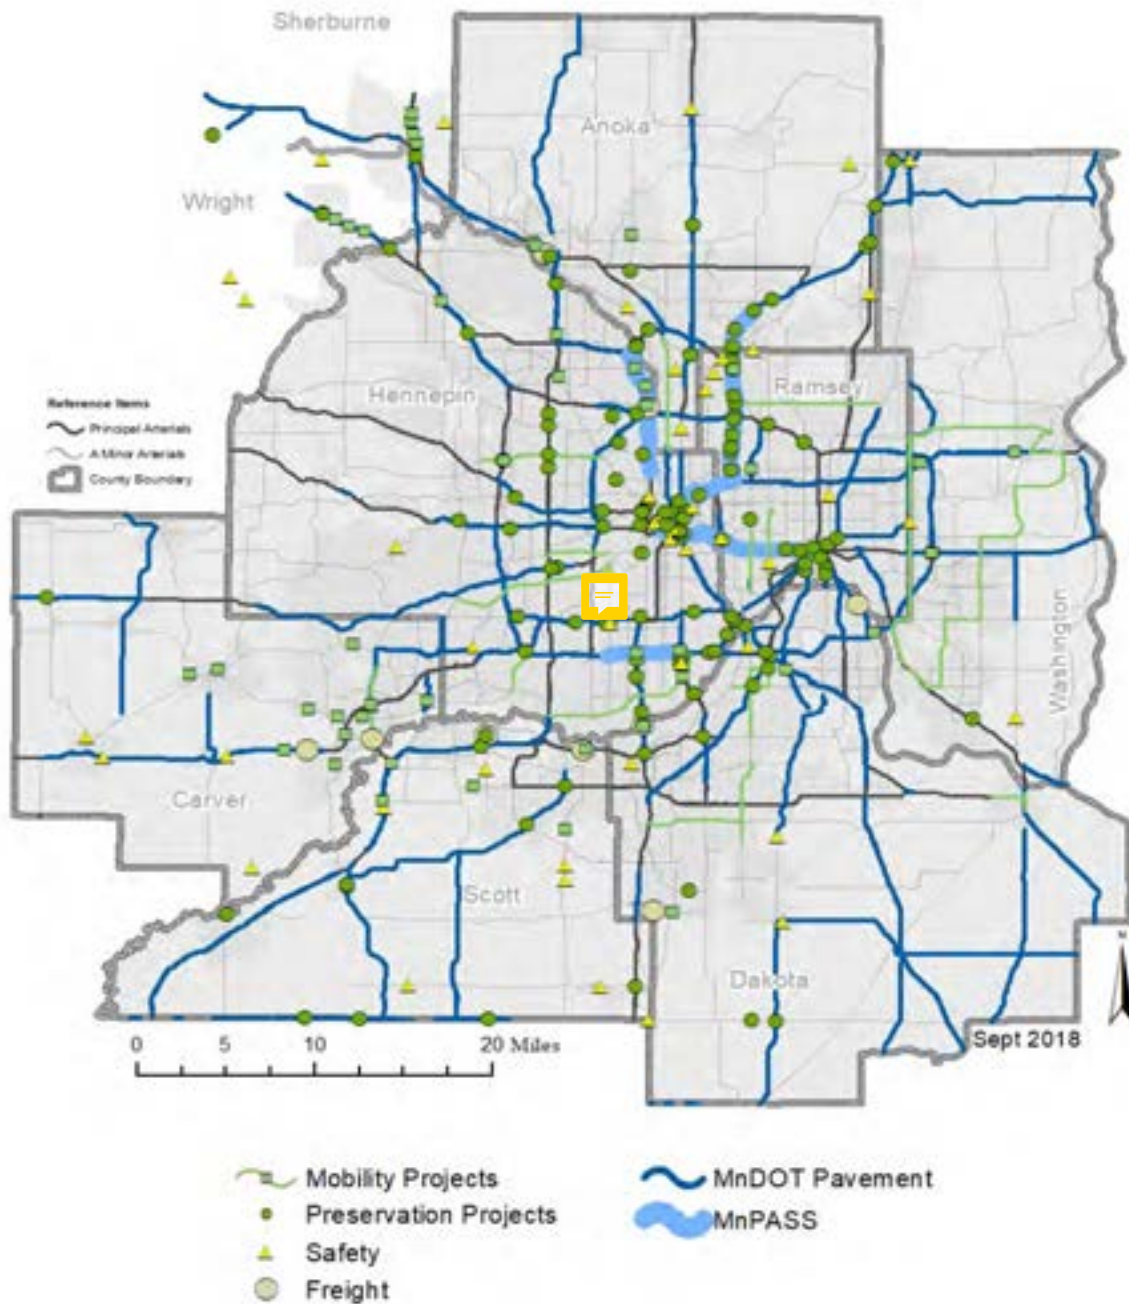 Sherburne
Anoka
Wright
Hennepin
Ramsey
Reference Items
Principal Arterials
A Minor Arterials
County Boundary
Washington
Carver
Scott
Dakota
N
Sept 2018
0 5 10 20 Miles
Mobility Projects
Preservation Projects
Safety
Freight
MnDOT Pavement
MnPASS